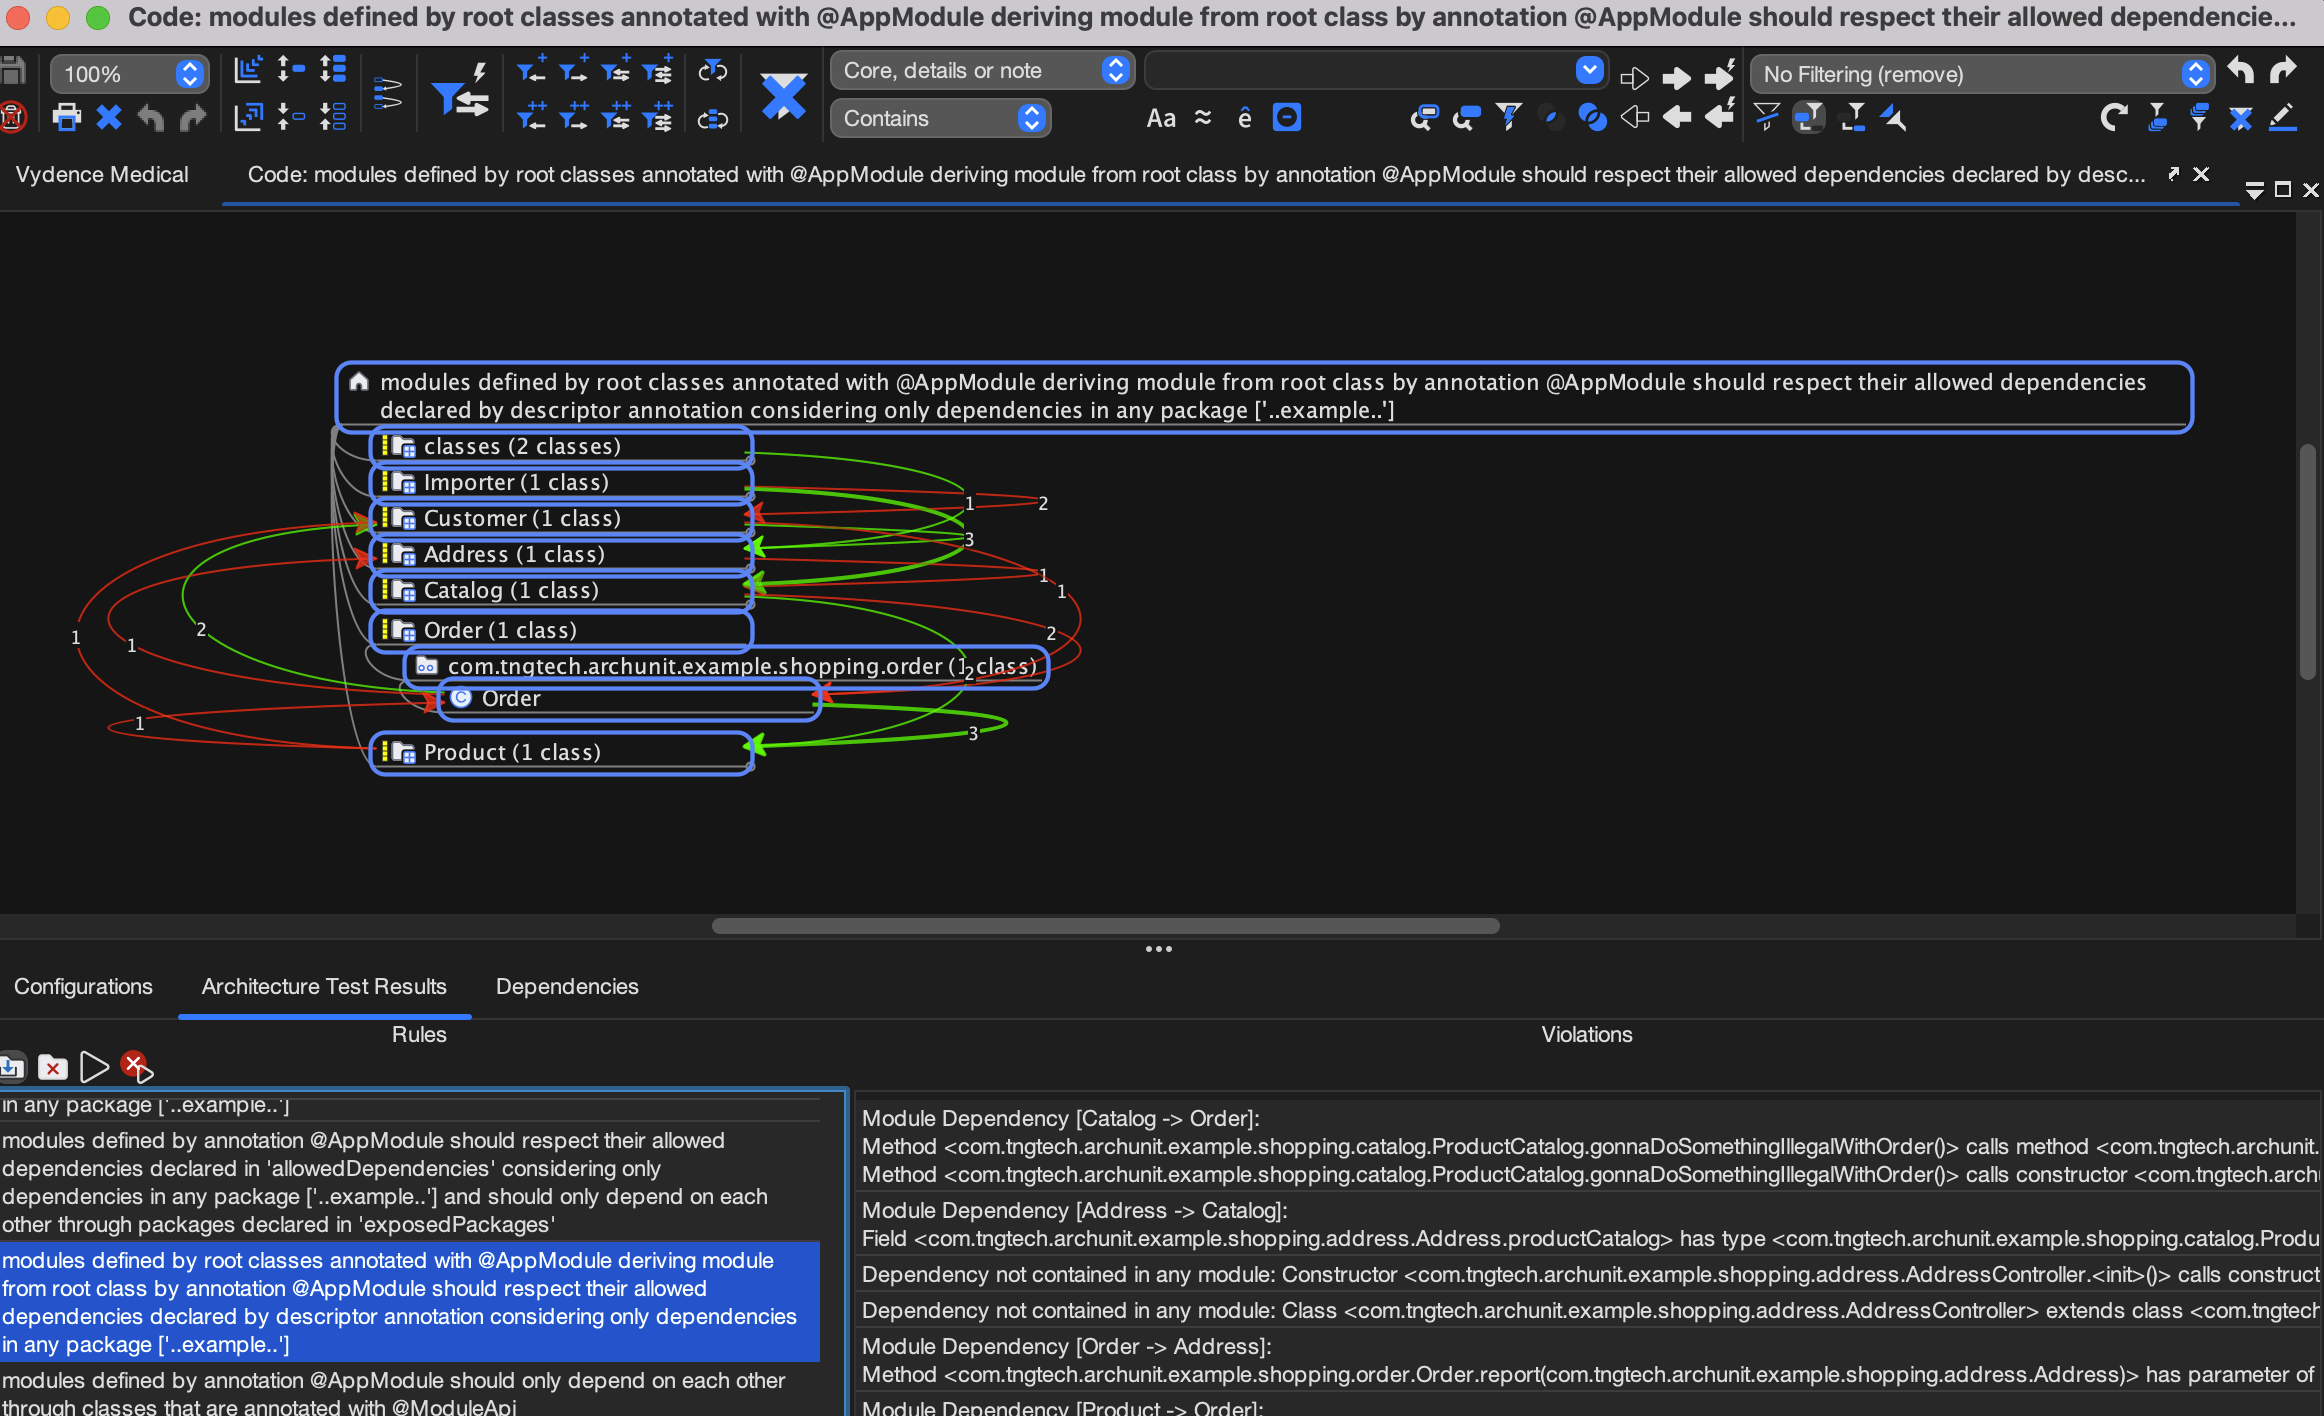 Code: modules defined by root classes annotated with @AppModule deriving module from root class by annotation @AppModule should respect their allowed dependencie...
100%
Core, details or note
No Filtering (remove)
Contains
Aa ≈ ê
Vydence Medical
Code: modules defined by root classes annotated with @AppModule deriving module from root class by annotation @AppModule should respect their allowed dependencies declared by desc...
modules defined by root classes annotated with @AppModule deriving module from root class by annotation @AppModule should respect their allowed dependencies
declared by descriptor annotation considering only dependencies in any package ['..example..']
classes (2 classes)
Importer (1 class)
1
2
Customer (1 class)
3
Address (1 class)
1
Catalog (1 class)
1
Order (1 class)
2
2
1
1
com.tngtech.archunit.example.shopping.order (1 class)
2
Order
1
3
Product (1 class)
Configurations
Architecture Test Results
Dependencies
Rules
in any package ['..example..']
modules defined by annotation @AppModule should respect their allowed
dependencies declared in 'allowedDependencies' considering only
dependencies in any package ['..example..'] and should only depend on each
other through packages declared in 'exposedPackages'
modules defined by root classes annotated with @AppModule deriving module
from root class by annotation @AppModule should respect their allowed
dependencies declared by descriptor annotation considering only dependencies
in any package ['..example..']
modules defined by annotation @AppModule should only depend on each other
through classes that are annotated with @ModuleApi
Violations
Module Dependency [Catalog -> Order]:
Method <com.tngtech.archunit.example.shopping.catalog.ProductCatalog.gonnaDoSomethingIllegalWithOrder()> calls method <com.tngtech.archunit.
Method <com.tngtech.archunit.example.shopping.catalog.ProductCatalog.gonnaDoSomethingIllegalWithOrder()> calls constructor <com.tngtech.arch
Module Dependency [Address -> Catalog]:
Field <com.tngtech.archunit.example.shopping.address.Address.productCatalog> has type <com.tngtech.archunit.example.shopping.catalog.Produ
Dependency not contained in any module: Constructor <com.tngtech.archunit.example.shopping.address.AddressController.<init>()> calls construct
Dependency not contained in any module: Class <com.tngtech.archunit.example.shopping.address.AddressController> extends class <com.tngtech
Module Dependency [Order -> Address]:
Method <com.tngtech.archunit.example.shopping.order.Order.report(com.tngtech.archunit.example.shopping.address.Address)> has parameter of
Module Dependency [Product -> Order]: